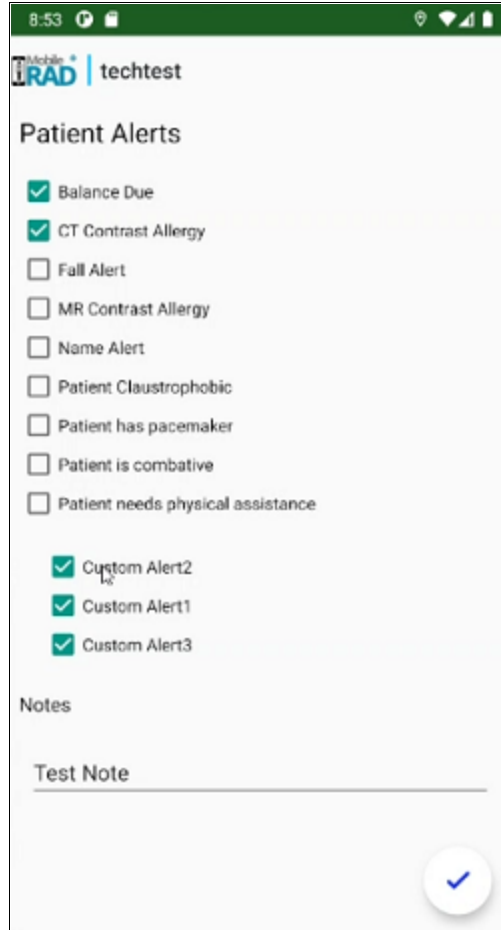 8:53
Mobile
RAD techtest
Patient Alerts
Balance Due
CT Contrast Allergy
Fall Alert
MR Contrast Allergy
Name Alert
Patient Claustrophobic
Patient has pacemaker
Patient is combative
Patient needs physical assistance
Custom Alert2
Custom Alert1
Custom Alert3
Notes
Test Note